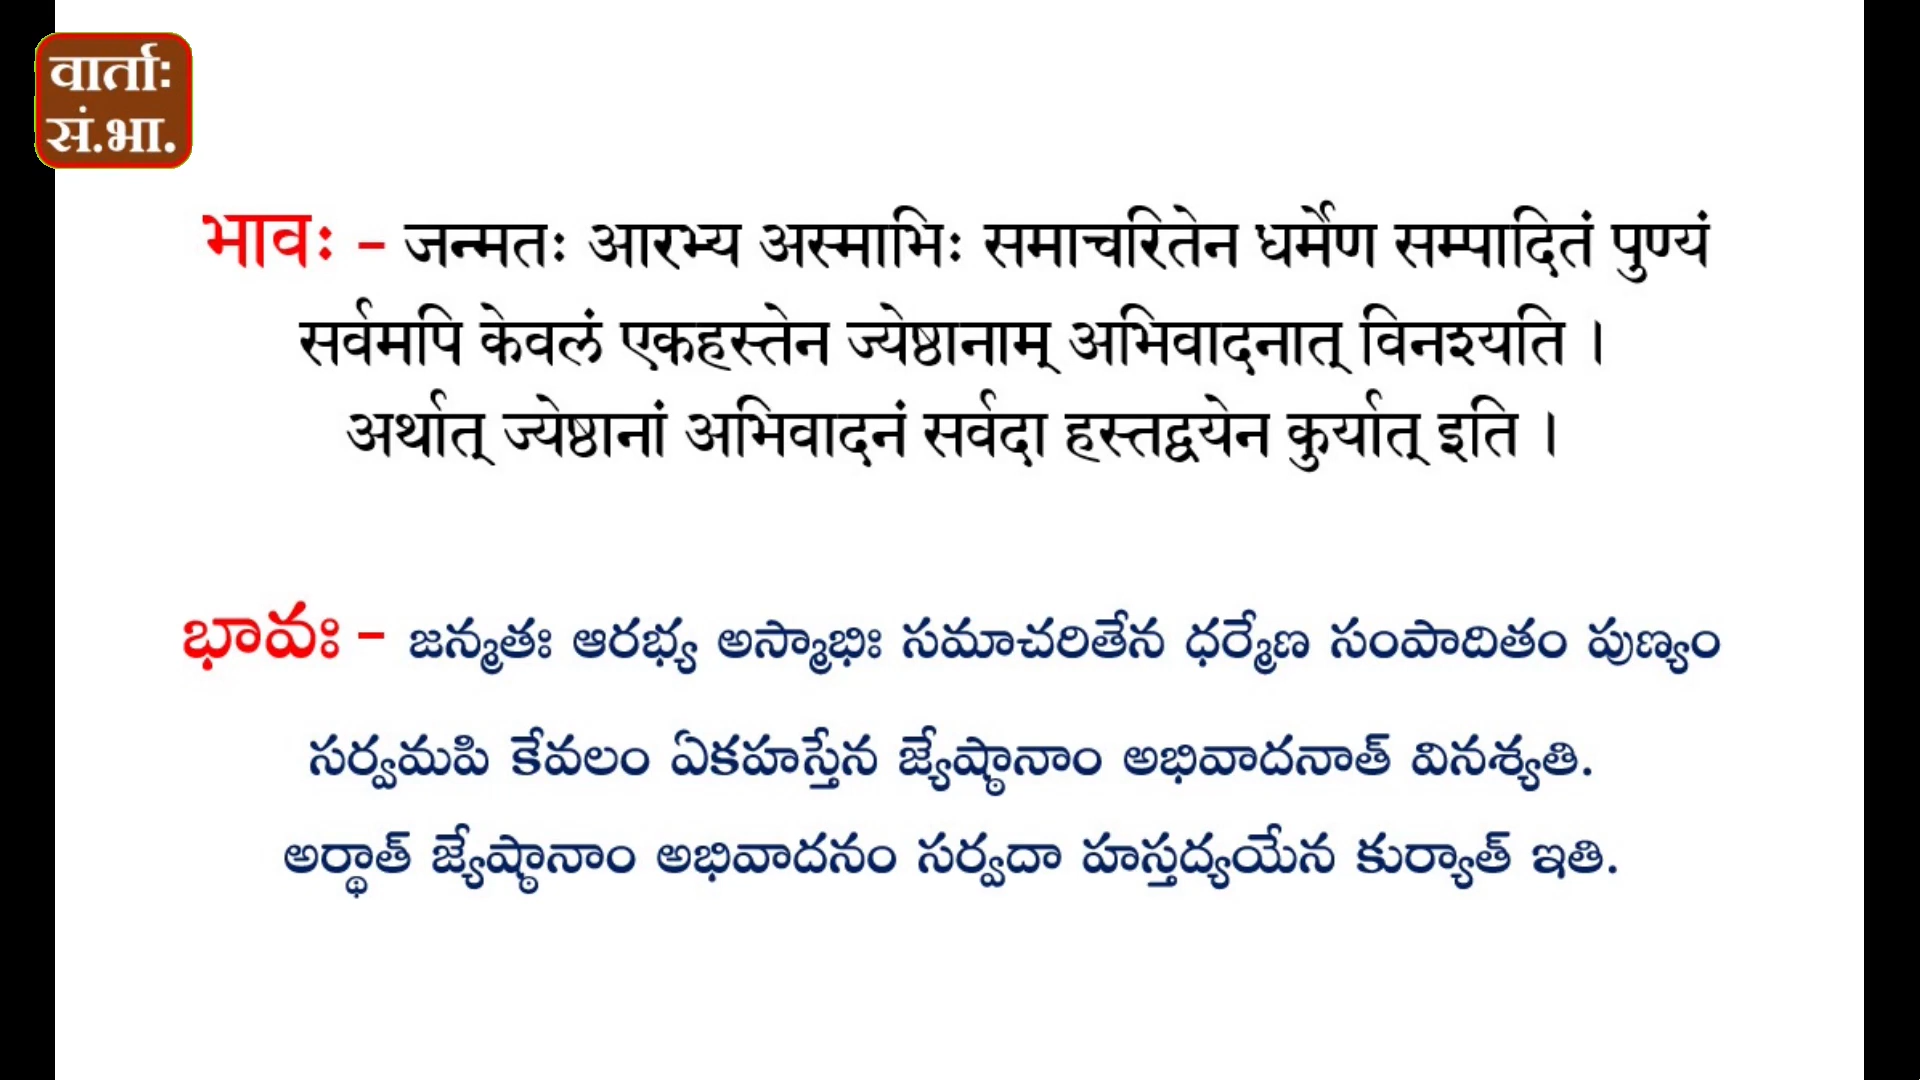 वार्ताः
सं.भा.
भावः – जन्मतः आरभ्य अस्माभिः समाचरितेन धर्मेण सम्पादितं पुण्यं
सर्वमपि केवलं एकहस्तेन ज्येष्ठानाम् अभिवादनात् विनश्यति ।
अर्थात् ज्येष्ठानां अभिवादनं सर्वदा हस्तद्वयेन कुर्यात् इति ।
భావః – జన్మతః ఆరభ్య అస్మాభిః సమాచరితేన ధర్మేణ సంపాదితం పుణ్యం
సర్వమపి కేవలం ఏకహస్తేన జ్యేష్ఠానాం అభివాదనాత్ వినశ్యతి.
అర్థాత్ జ్యేష్ఠానాం అభివాదనం సర్వదా హస్తద్వయేన కుర్యాత్ ఇతి.